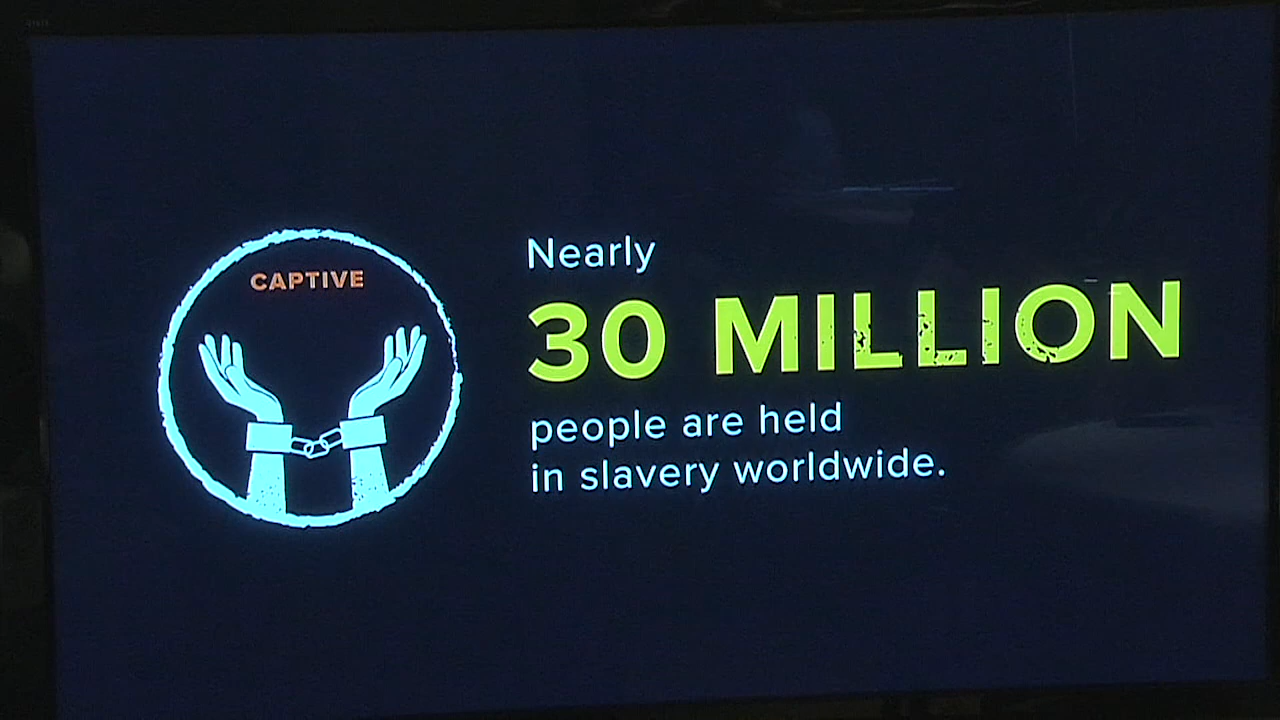 CAPTIVE
Nearly
30 MILLION
people are held
in slavery worldwide.